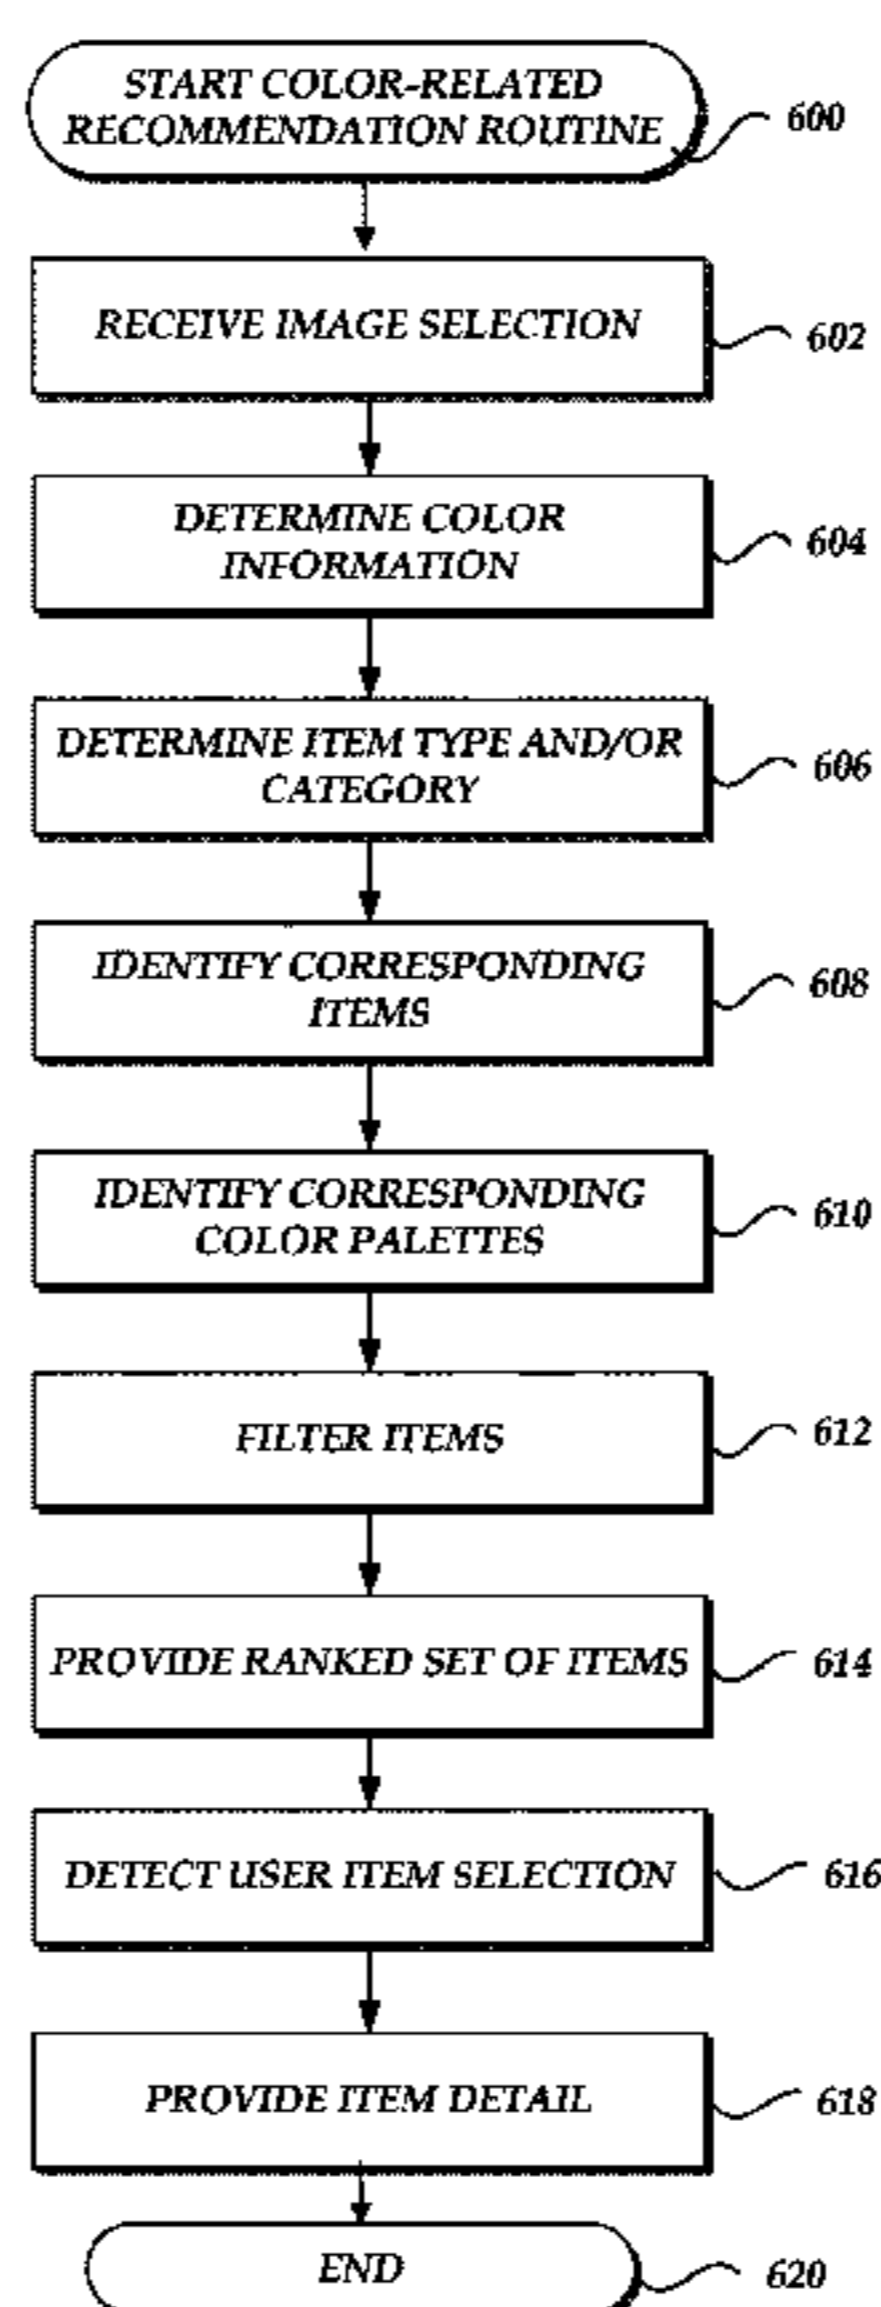 START COLOR-RELATED
RECOMMENDATION ROUTINE
600
RECEIVE IMAGE SELECTION
602
DETERMINE COLOR
INFORMATION
604
DETERMINE ITEM TYPE AND/OR
CATEGORY
606
IDENTIFY CORRESPONDING
ITEMS
608
IDENTIFY CORRESPONDING
COLOR PALETTES
610
FILTER ITEMS
612
PROVIDE RANKED SET OF ITEMS
614
DETECT USER ITEM SELECTION
616
PROVIDE ITEM DETAIL
618
END
620